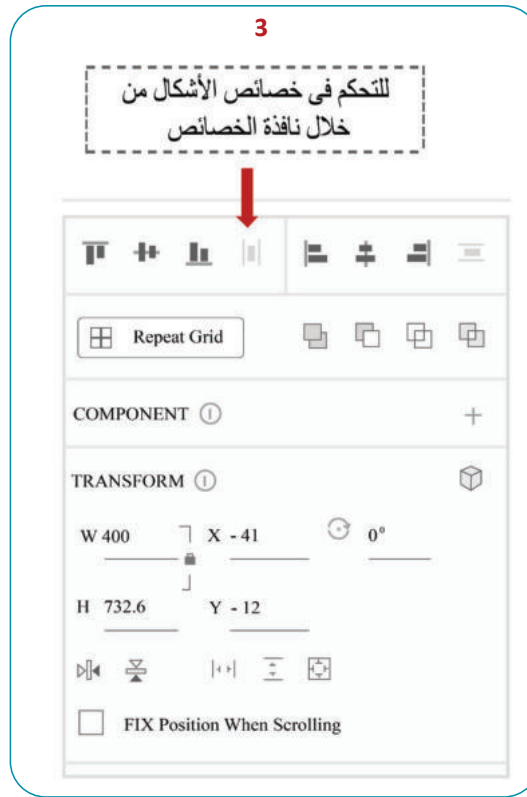 3
للتحكم فى خصائص الأشكال من
خلال نافذة الخصائص
Repeat Grid
COMPONENT
TRANSFORM
W 400 X - 41 0°
H 732.6 Y - 12
FIX Position When Scrolling